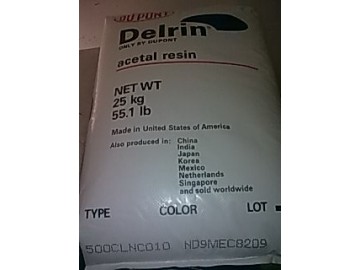 DUPONT
Delrin
ONLY BY DUPONT
acetal resin
NET WT
25 kg
55.1 lb
Made in United States of America
Also produced in: China
India
Japan
Korea
Mexico
Netherlands
Singapore
and sold worldwide
TYPE COLOR LOT
500CLNC010 ND9MEC8209